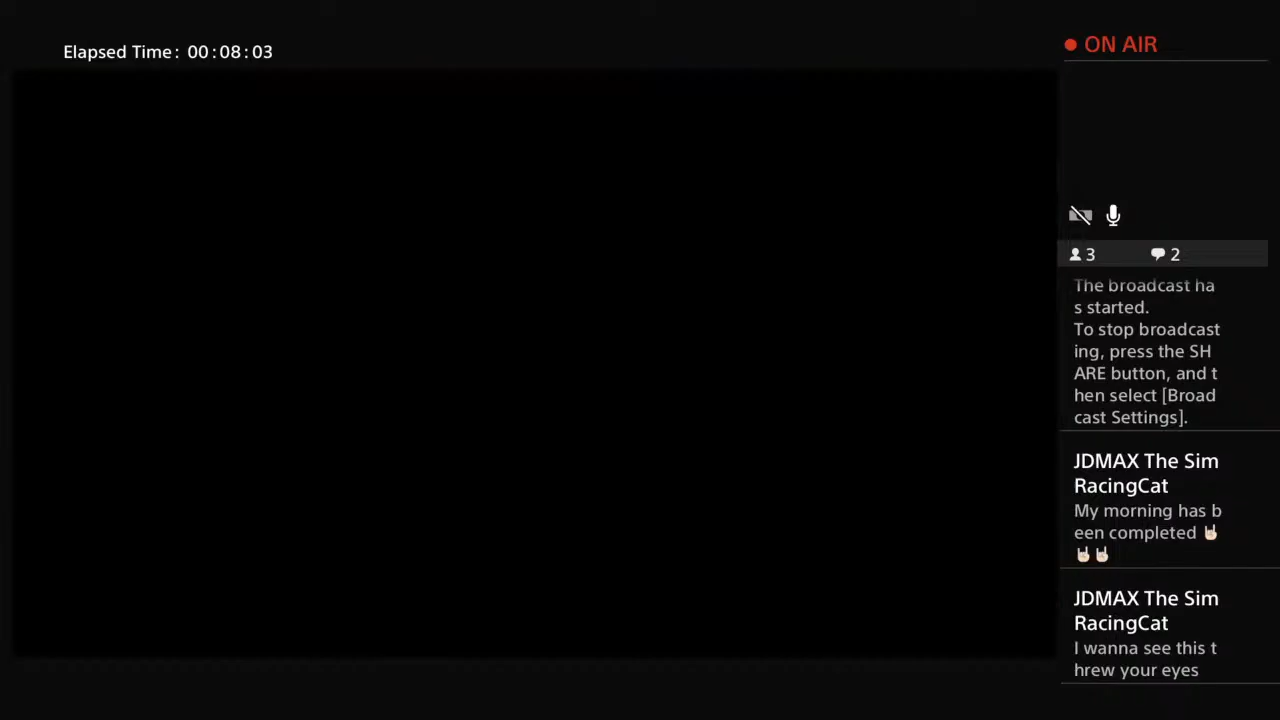 Elapsed Time: 00:08:03
ON AIR
3 2
The broadcast ha
s started.
To stop broadcast
ing, press the SH
ARE button, and t
hen select [Broad
cast Settings].
JDMAX The Sim
RacingCat
My morning has b
een completed 🤘🏻
🤘🏻🤘🏻
JDMAX The Sim
RacingCat
I wanna see this t
hrew your eyes